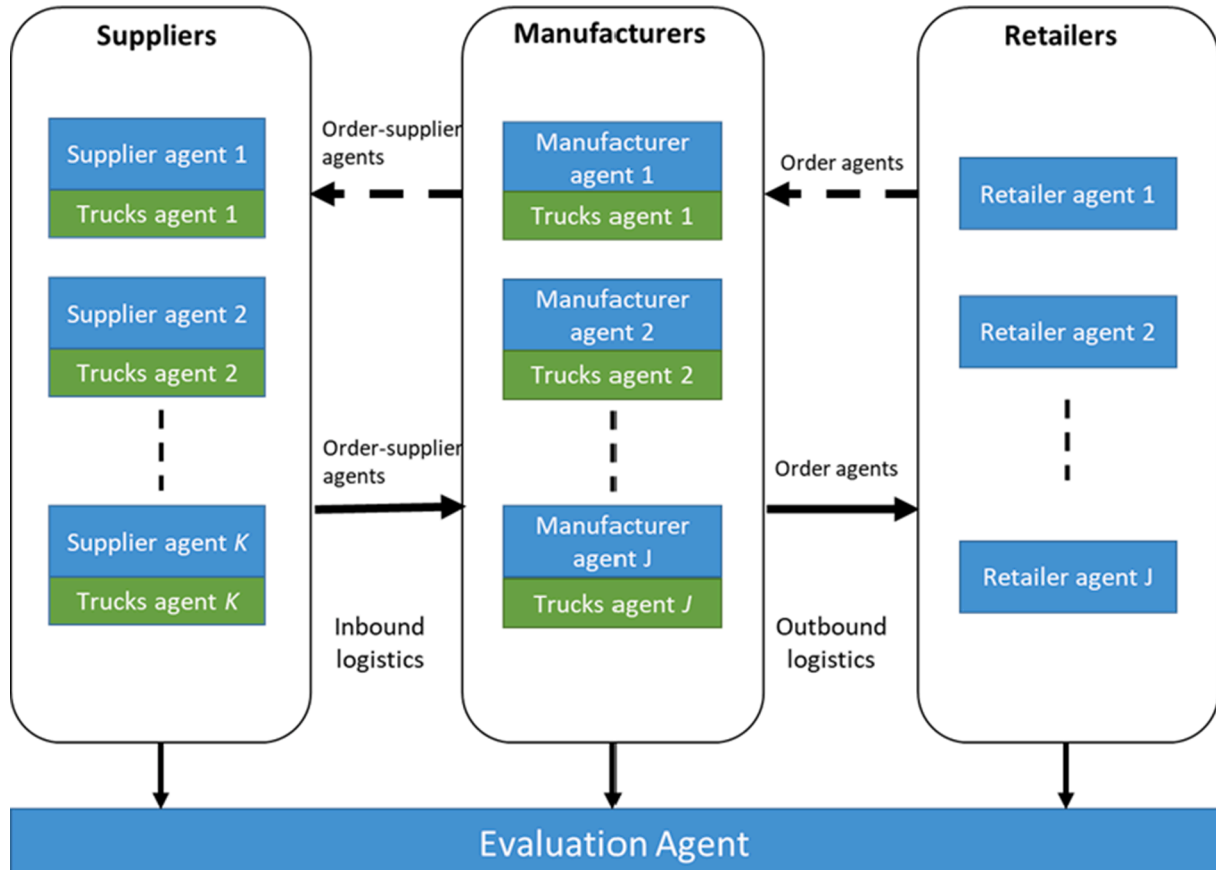 Suppliers
Manufacturers
Retailers
Supplier agent 1
Trucks agent 1
Supplier agent 2
Trucks agent 2
Supplier agent K
Trucks agent K
Order-supplier
agents
Order-supplier
agents
Inbound
logistics
Manufacturer
agent 1
Trucks agent 1
Manufacturer
agent 2
Trucks agent 2
Manufacturer
agent J
Trucks agent J
Order agents
Order agents
Outbound
logistics
Retailer agent 1
Retailer agent 2
Retailer agent J
Evaluation Agent